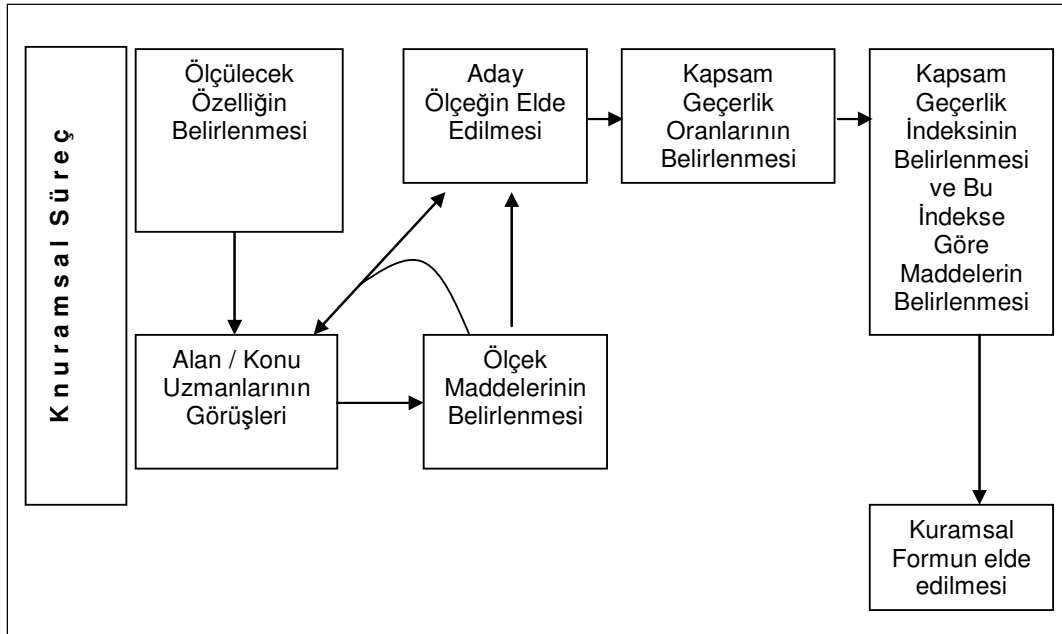 Knuramsal Süreç
Ölçülecek
Özelliğin
Belirlenmesi
Alan / Konu
Uzmanlarının
Görüşleri
Ölçek
Maddelerinin
Belirlenmesi
Aday
Ölçeğin Elde
Edilmesi
Kapsam
Geçerlik
Oranlarının
Belirlenmesi
Kapsam
Geçerlik
İndeksinin
Belirlenmesi
ve Bu
İndekse
Göre
Maddelerin
Belirlenmesi
Kuramsal
Formun elde
edilmesi